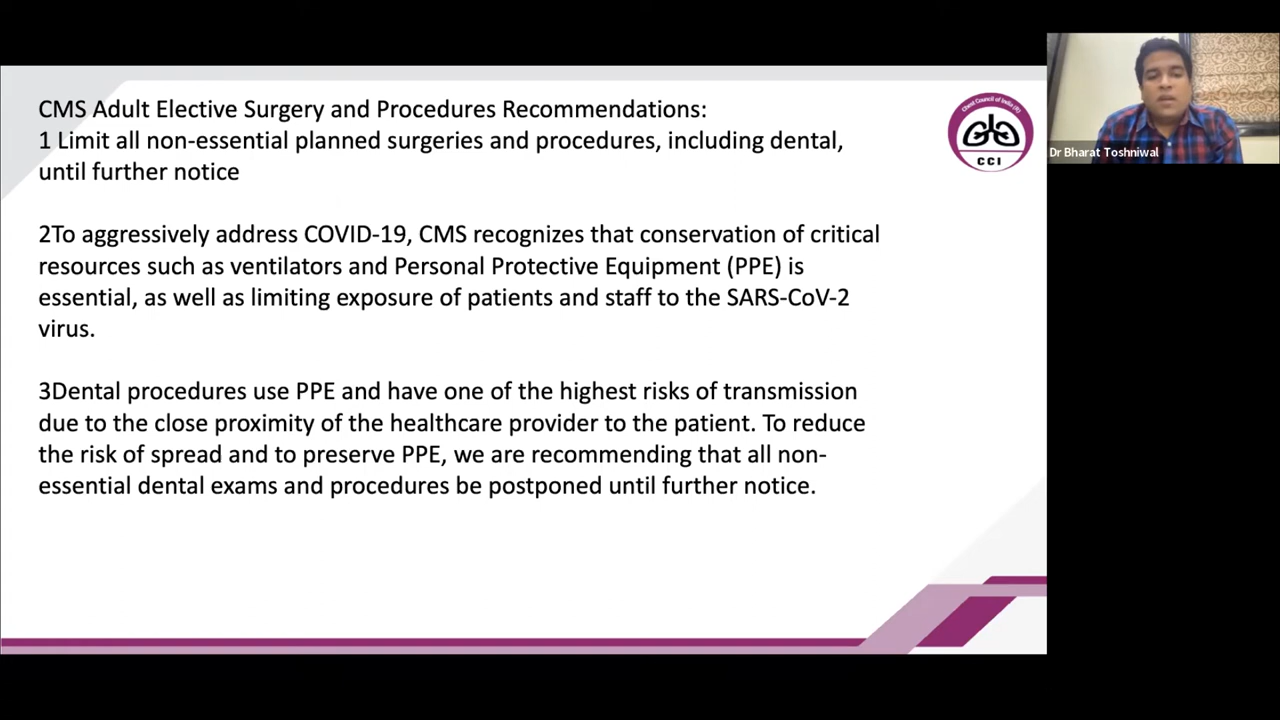 CMS Adult Elective Surgery and Procedures Recommendations:
1 Limit all non-essential planned surgeries and procedures, including dental,
until further notice
2To aggressively address COVID-19, CMS recognizes that conservation of critical
resources such as ventilators and Personal Protective Equipment (PPE) is
essential, as well as limiting exposure of patients and staff to the SARS-CoV-2
virus.
3Dental procedures use PPE and have one of the highest risks of transmission
due to the close proximity of the healthcare provider to the patient. To reduce
the risk of spread and to preserve PPE, we are recommending that all non-
essential dental exams and procedures be postponed until further notice.
Chest Council of India (R)
CCI
Dr Bharat Toshniwal